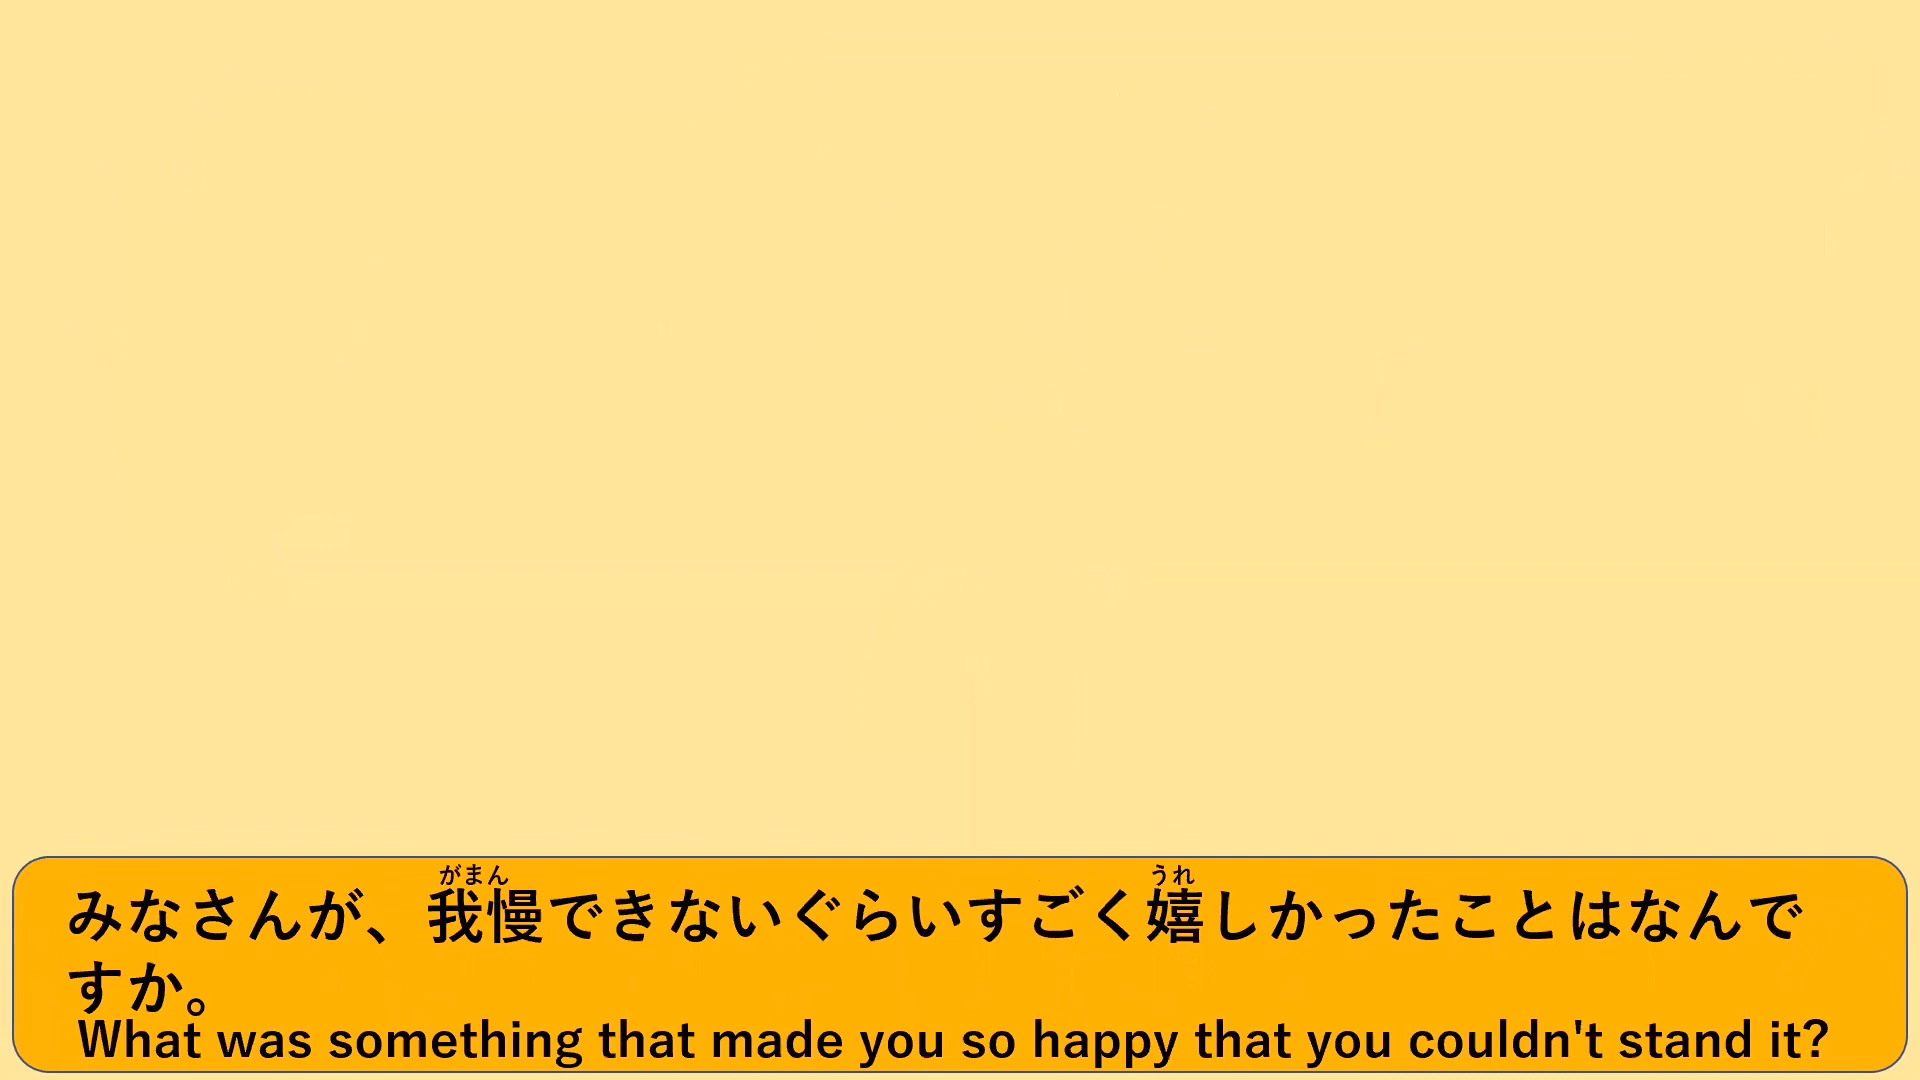 がまん うれ
みなさんが、我慢できないぐらいすごく嬉しかったことはなんで
すか。
What was something that made you so happy that you couldn't stand it?